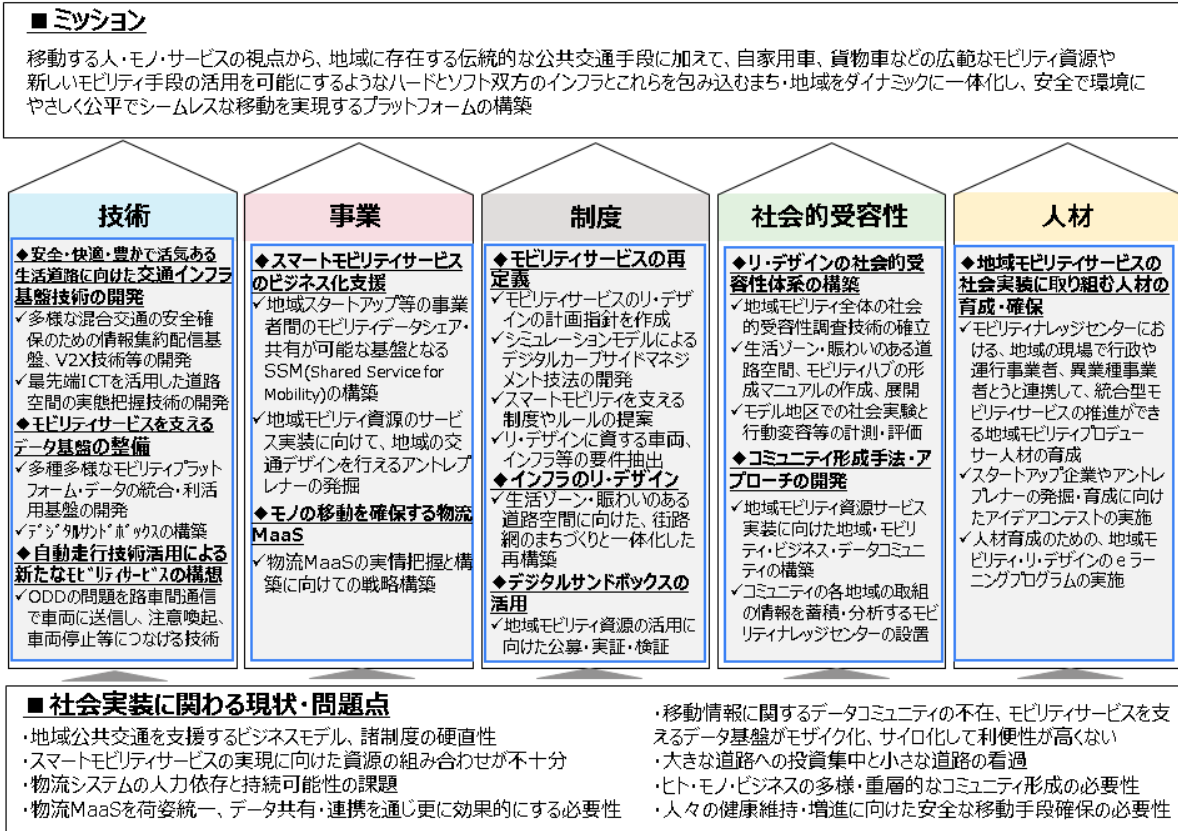 ■ミッション
移動する人・モノ・サービスの視点から、地域に存在する伝統的な公共交通手段に加えて、自家用車、貨物車などの広範なモビリティ資源や
新しいモビリティ手段の活用を可能にするようなハードとソフト双方のインフラとこれらを包み込むまち・地域をダイナミックに一体化し、安全で環境に
やさしく公平でシームレスな移動を実現するプラットフォームの構築
技術
◆安全・快適・豊かで活気ある
生活道路に向けた交通インフラ
基盤技術の開発
✓多様な混合交通の安全確
保のための情報集約配信基
盤、V2X技術等の開発
✓最先端ICTを活用した道路
空間の実態把握技術の開発
◆モビリティサービスを支える
データ基盤の整備
✓多種多様なモビリティプラット
フォーム・データの統合・利活
用基盤の開発
✓デジタルサンドボックスの構築
◆自動走行技術活用による
新たなモビリティサービスの構想
✓ODDの問題を路車間通信
で車両に送信し、注意喚起、
車両停止等につなげる技術
事業
◆スマートモビリティサービス
のビジネス化支援
✓地域スタートアップ等の事業
者間のモビリティデータシェア・
共有が可能な基盤となる
SSM(Shared Service for
Mobility)の構築
✓地域モビリティ資源のサービ
ス実装に向けて、地域の交
通デザインを行えるアントレプ
レナーの発掘
◆モノの移動を確保する物流
MaaS
✓物流MaaSの実情把握と構
築に向けての戦略構築
制度
◆モビリティサービスの再
定義
✓モビリティサービスのリ・デザ
インの計画指針を作成
✓シミュレーションモデルによる
デジタルカーブサイドマネジ
メント技法の開発
✓スマートモビリティを支える
制度やルールの提案
✓リ・デザインに資する車両、
インフラ等の要件抽出
◆インフラのリ・デザイン
✓生活ゾーン・賑わいのある
道路空間に向けた、街路
網のまちづくりと一体化した
再構築
◆デジタルサンドボックスの
活用
✓地域モビリティ資源の活用に
向けた公募・実証・検証
社会的受容性
◆リ・デザインの社会的受
容性体系の構築
✓地域モビリティ全体の社会
的受容性調査技術の確立
✓生活ゾーン・賑わいのある道
路空間、モビリティハブの形
成マニュアルの作成、展開
✓モデル地区での社会実験と
行動変容等の計測・評価
◆コミュニティ形成手法・ア
プローチの開発
✓地域モビリティ資源サービス
実装に向けた地域・モビリ
ティ・ビジネス・データコミュニ
ティの構築
✓コミュニティの各地域の取組
の情報を蓄積・分析するモビ
リティナレッジセンターの設置
人材
◆地域モビリティサービスの
社会実装に取り組む人材の
育成・確保
✓モビリティナレッジセンターにお
ける、地域の現場で行政や
運行事業者、異業種事業
者とうと連携して、統合型モ
ビリティサービスの推進ができ
る地域モビリティプロデュー
サー人材の育成
✓スタートアップ企業やアントレ
プレナーの発掘・育成に向け
たアイデアコンテストの実施
✓人材育成のための、地域モ
ビリティ・リ・デザインのeラー
ニングプログラムの実施
■社会実装に関わる現状・問題点
・地域公共交通を支援するビジネスモデル、諸制度の硬直性
・スマートモビリティサービスの実現に向けた資源の組み合わせが不十分
・物流システムの人力依存と持続可能性の課題
・物流MaaSを荷姿統一、データ共有・連携を通じ更に効果的にする必要性
・移動情報に関するデータコミュニティの不在、モビリティサービスを支
えるデータ基盤がモザイク化、サイロ化して利便性が高くない
・大きな道路への投資集中と小さな道路の看過
・ヒト・モノ・ビジネスの多様・重層的なコミュニティ形成の必要性
・人々の健康維持・増進に向けた安全な移動手段確保の必要性